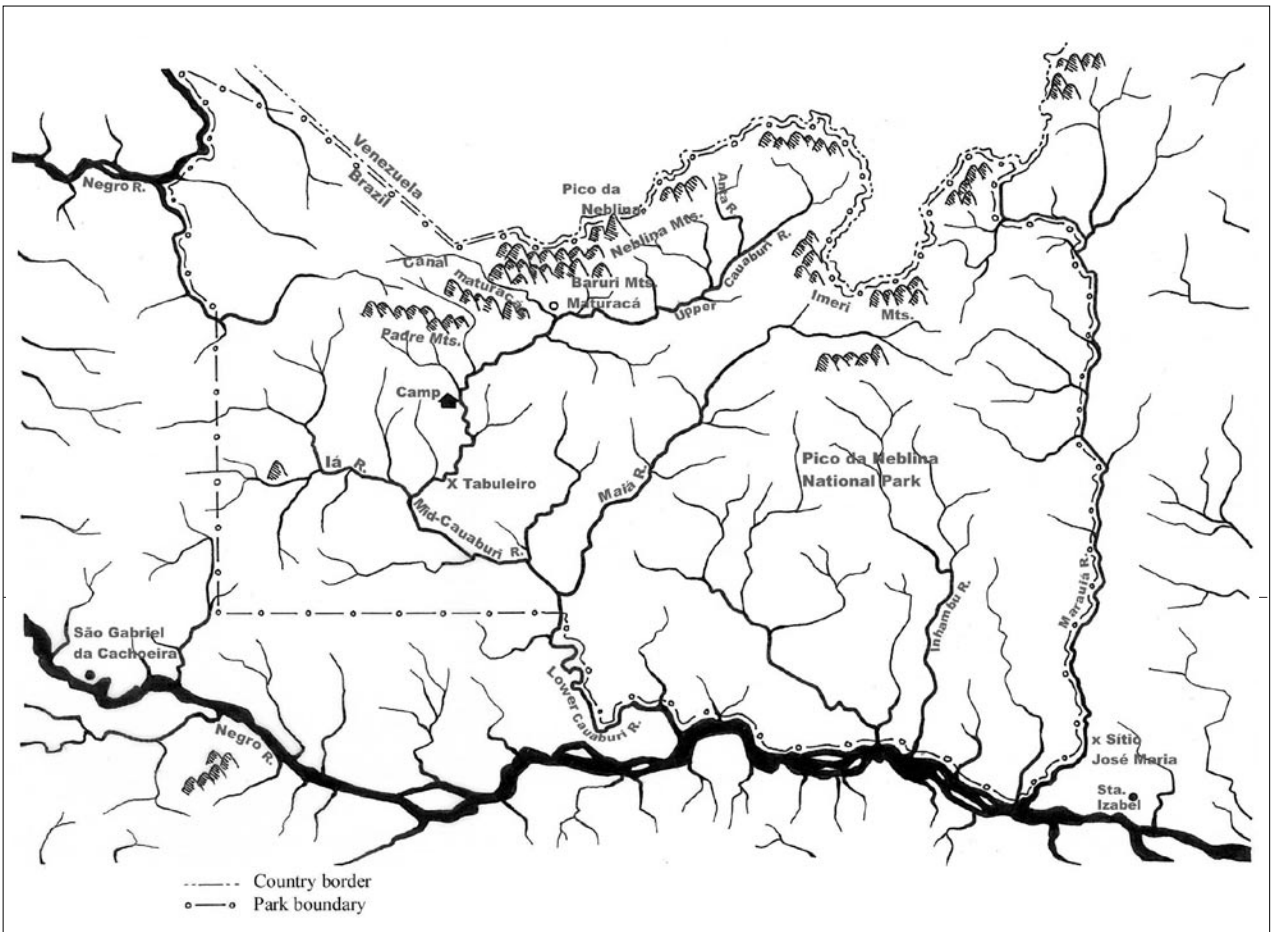 Venezuela
Brazil
Negro R.
Pico da
Neblina
Anta R.
Neblina Mts.
Canal
maturacá
Baruri Mts.
Maturacá
Upper
Cauaburi R.
Imeri
Mts.
Padre Mts.
Camp
Iá R.
X Tabuleiro
Maiá R.
Pico da Neblina
National Park
Mid-Cauaburi R.
Inhambu R.
Marauiá R.
São Gabriel
da Cachoeira
Lower Cauaburi R.
Negro R.
x Sítio
José Maria
Sta.
Izabel
Country border
Park boundary